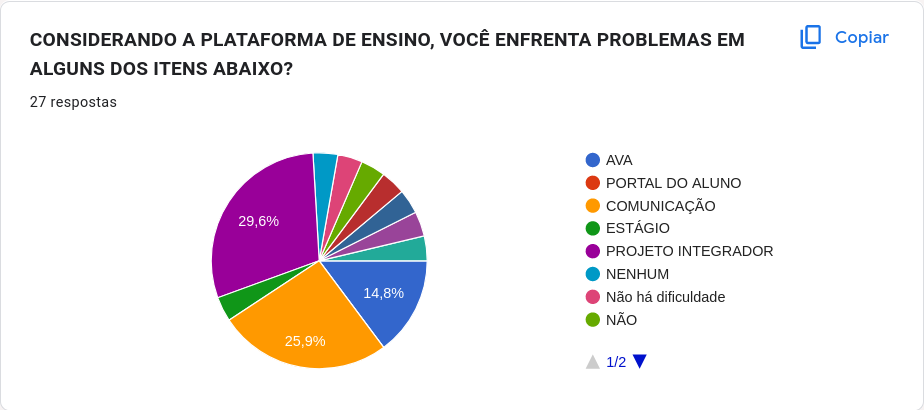 CONSIDERANDO A PLATAFORMA DE ENSINO, VOCÊ ENFRENTA PROBLEMAS EM
ALGUNS DOS ITENS ABAIXO?
Copiar
27 respostas
29,6%
14,8%
25,9%
AVA
PORTAL DO ALUNO
COMUNICAÇÃO
ESTÁGIO
PROJETO INTEGRADOR
NENHUM
Não há dificuldade
NÃO
1/2